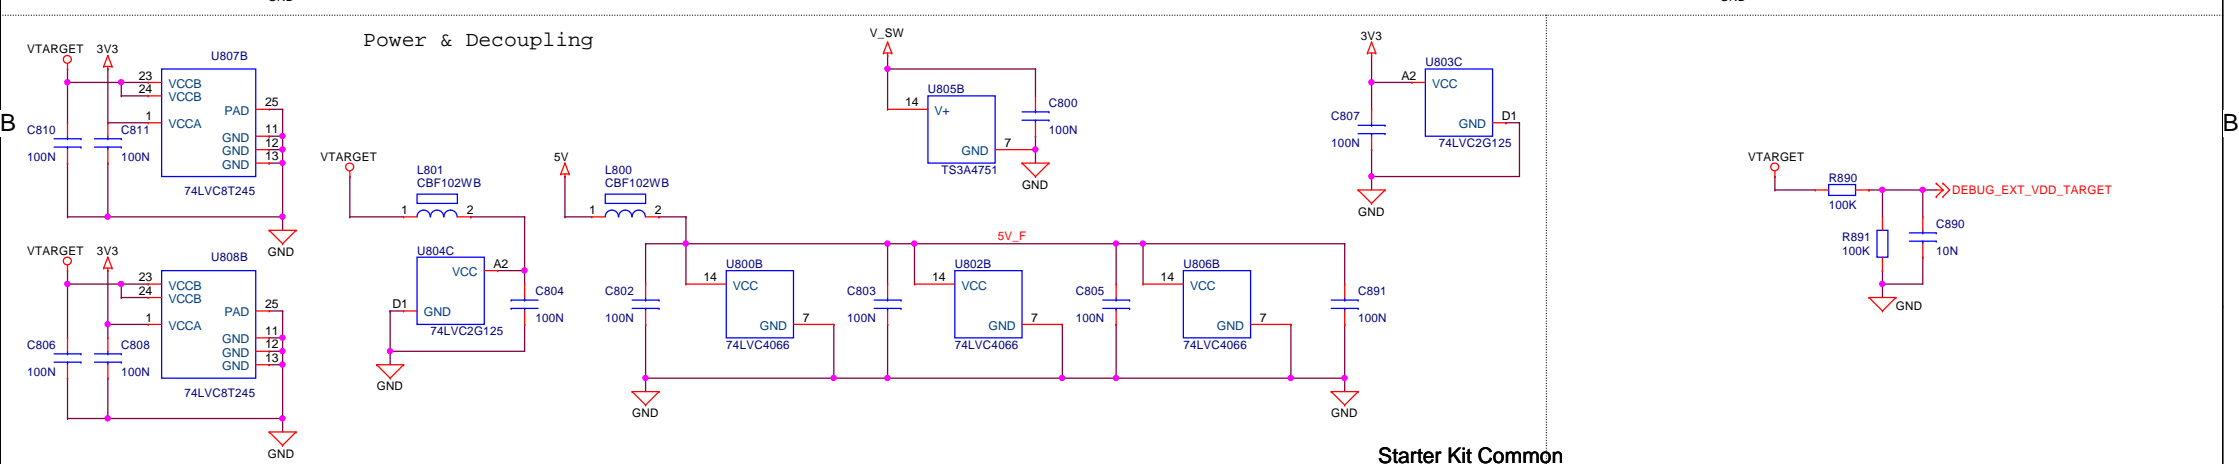 GND
GND
Power & Decoupling
B
B
VTARGET
3V3
U807B
23
VCCB
24
VCCB
PAD
25
1
VCCA
C810
100N
C811
100N
GND
11
GND
12
GND
13
74LVC8T245
GND
VTARGET
3V3
U808B
23
VCCB
24
VCCB
PAD
25
1
VCCA
C806
100N
C808
100N
GND
11
GND
12
GND
13
74LVC8T245
GND
VTARGET
L801
CBF102WB
1
2
U804C
VCC
A2
D1
GND
74LVC2G125
C804
100N
GND
5V
L800
CBF102WB
1
2
5V_F
C802
100N
U800B
14
VCC
GND
7
74LVC4066
C803
100N
U802B
14
VCC
GND
7
74LVC4066
C805
100N
U806B
14
VCC
GND
7
74LVC4066
C891
100N
GND
GND
V_SW
U805B
14
V+
GND
7
TS3A4751
C800
100N
GND
3V3
U803C
A2
VCC
GND
D1
74LVC2G125
C807
100N
GND
VTARGET
R890
100K
DEBUG_EXT_VDD_TARGET
R891
100K
C890
10N
GND
Starter Kit Common